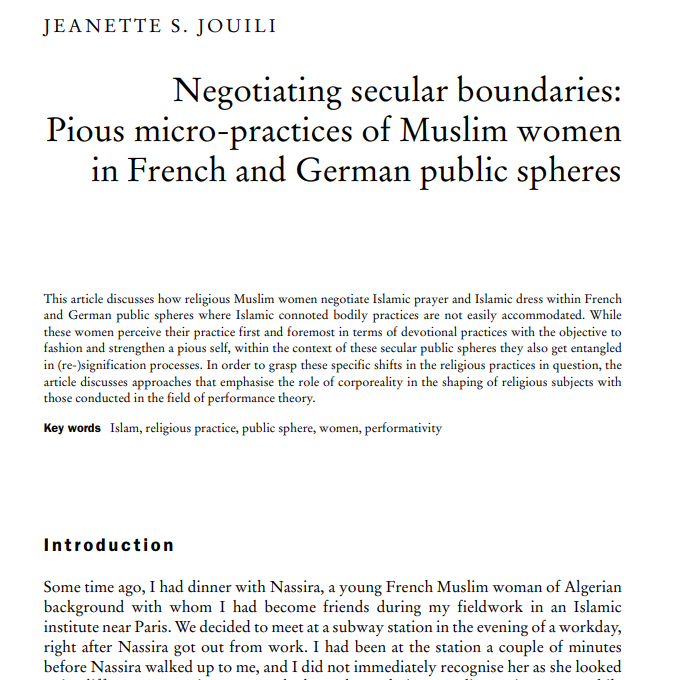 JEANETTE S. JOUILI
Negotiating secular boundaries:
Pious micro-practices of Muslim women
in French and German public spheres
This article discusses how religious Muslim women negotiate Islamic prayer and Islamic dress within French
and German public spheres where Islamic connoted bodily practices are not easily accommodated. While
these women perceive their practice first and foremost in terms of devotional practices with the objective to
fashion and strengthen a pious self, within the context of these secular public spheres they also get entangled
in (re-)signification processes. In order to grasp these specific shifts in the religious practices in question, the
article discusses approaches that emphasise the role of corporeality in the shaping of religious subjects with
those conducted in the field of performance theory.
Key words Islam, religious practice, public sphere, women, performativity
Introduction
Some time ago, I had dinner with Nassira, a young French Muslim woman of Algerian
background with whom I had become friends during my fieldwork in an Islamic
institute near Paris. We decided to meet at a subway station in the evening of a workday,
right after Nassira got out from work. I had been at the station a couple of minutes
before Nassira walked up to me, and I did not immediately recognise her as she looked